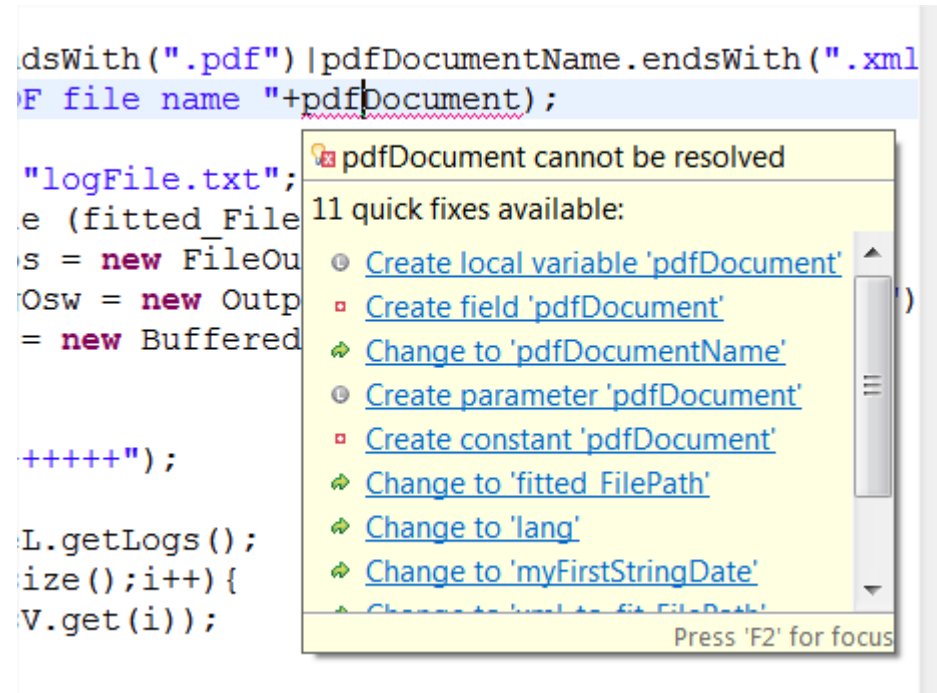 dsWith(".pdf")|pdfDocumentName.endsWith(".xml
F file name "+pdfDocument);
pdfDocument cannot be resolved
"logFile.txt";
11 quick fixes available:
e (fitted_File
s = new FileOu
Create local variable 'pdfDocument'
Osw = new Outp
Create field 'pdfDocument'
')
= new Buffered
Change to 'pdfDocumentName'
Create parameter 'pdfDocument'
+++++");
Create constant 'pdfDocument'
Change to 'fitted_FilePath'
L.getLogs();
Change to 'lang'
ize();i++){
Change to 'myFirstStringDate'
V.get(i));
Change to 'xml_to_fit_FilePath'
Press 'F2' for focus